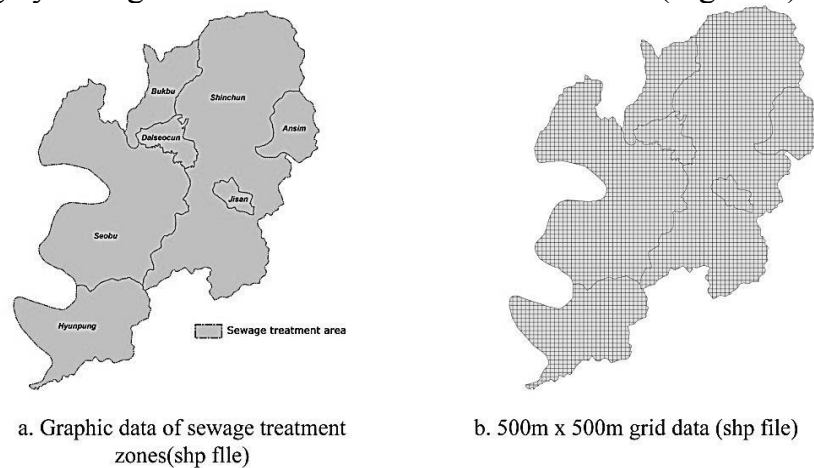 Bukbu
Shinchun
Ansim
Dalseocun
Jisan
Seobu
Hyunpung
Sewage treatment area
a. Graphic data of sewage treatment
zones(shp flle)
b. 500m x 500m grid data (shp file)